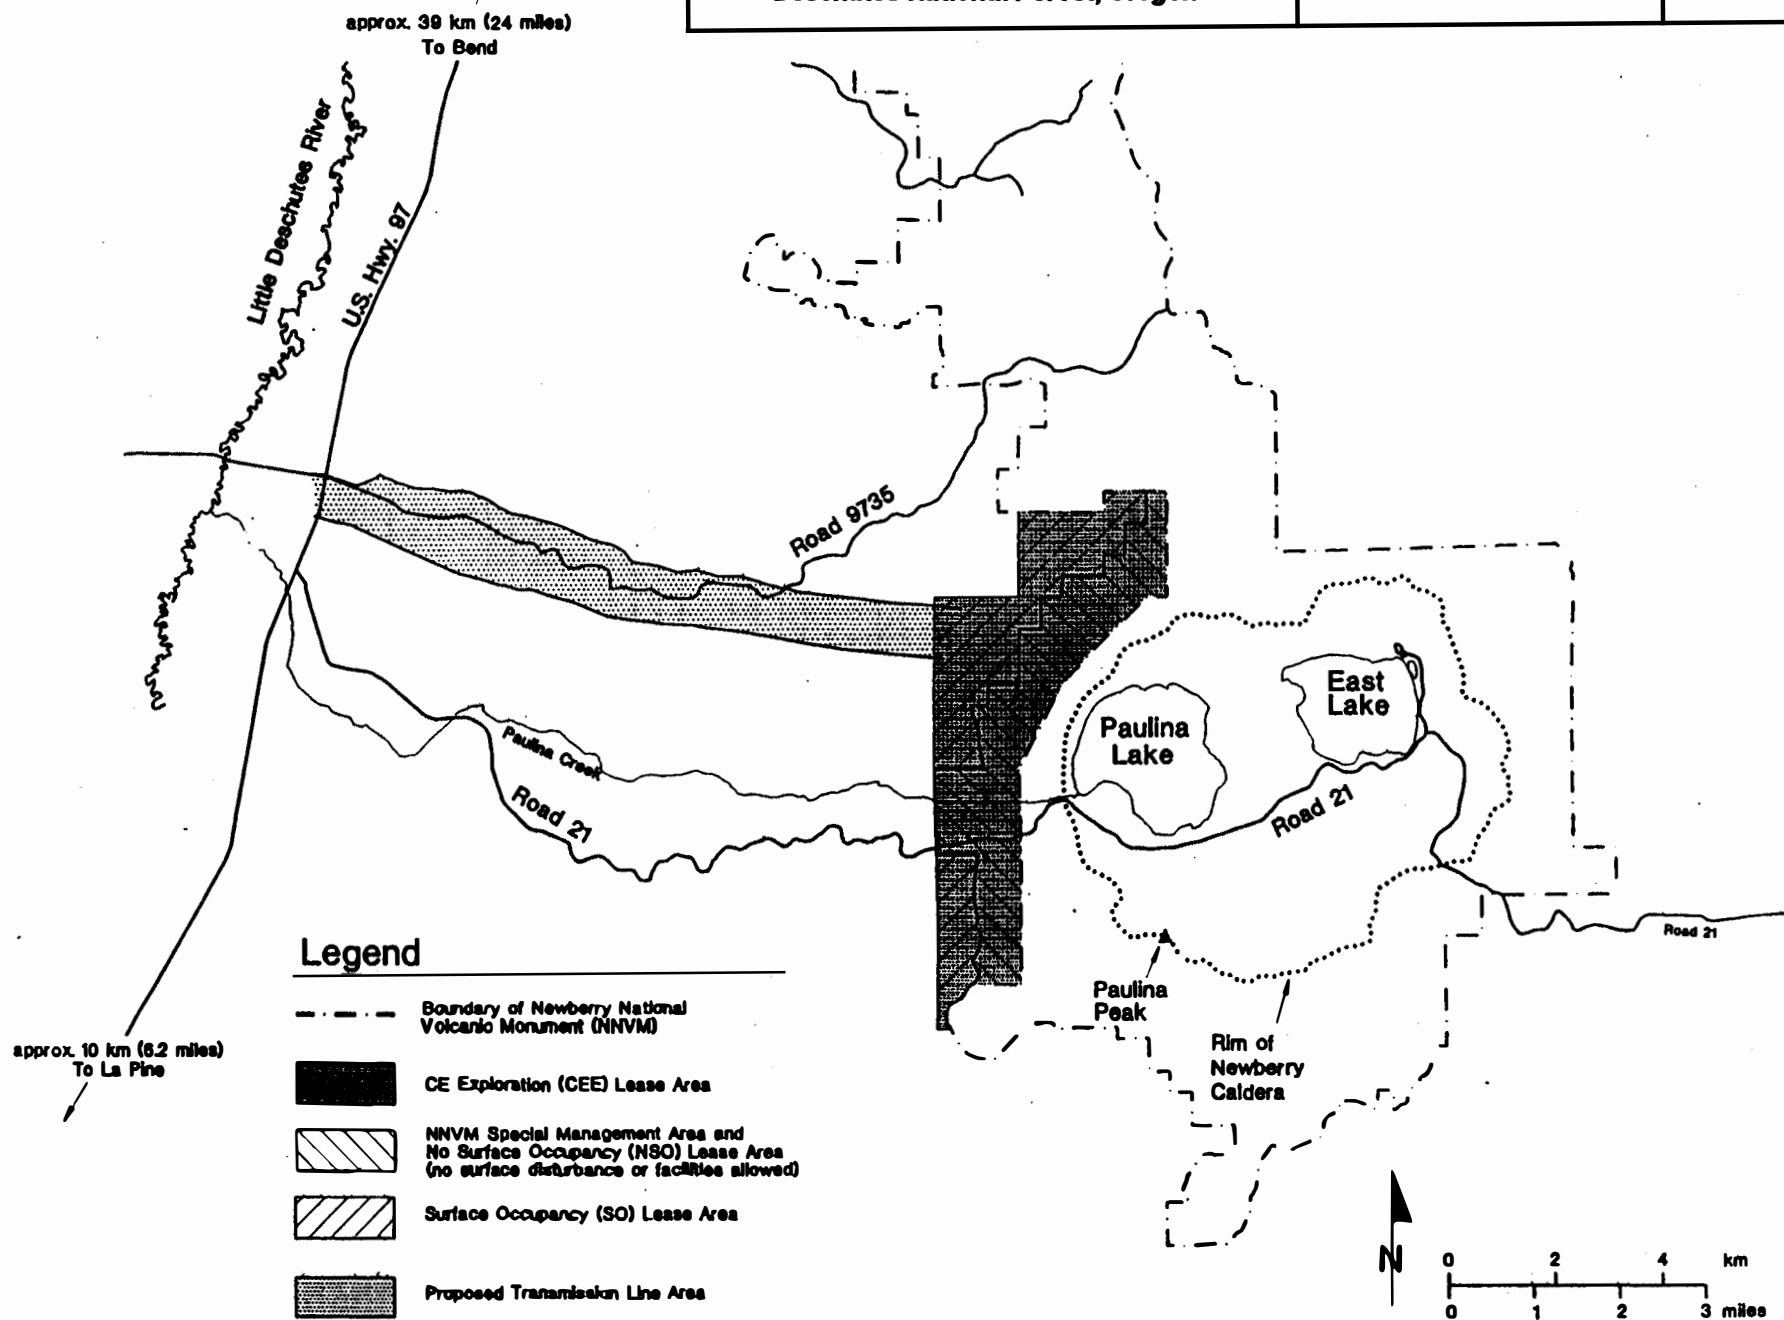 Deschutes National Forest, Oregon
approx. 39 km (24 miles)
To Bend
Little Deschutes River
U.S. Hwy. 97
Road 9735
East
Lake
Paulina
Lake
Paulina Creek
Road 21
Road 21
Road 21
Paulina
Peak
Rim of
Newberry
Caldera
approx. 10 km (6.2 miles)
To La Pine
Legend
Boundary of Newberry National
Volcanic Monument (NNVM)
CE Exploration (CEE) Lease Area
NNVM Special Management Area and
No Surface Occupancy (NSO) Lease Area
(no surface disturbance or facilities allowed)
Surface Occupancy (SO) Lease Area
Proposed Transmission Line Area
N
0 2 4 km
0 1 2 3 miles